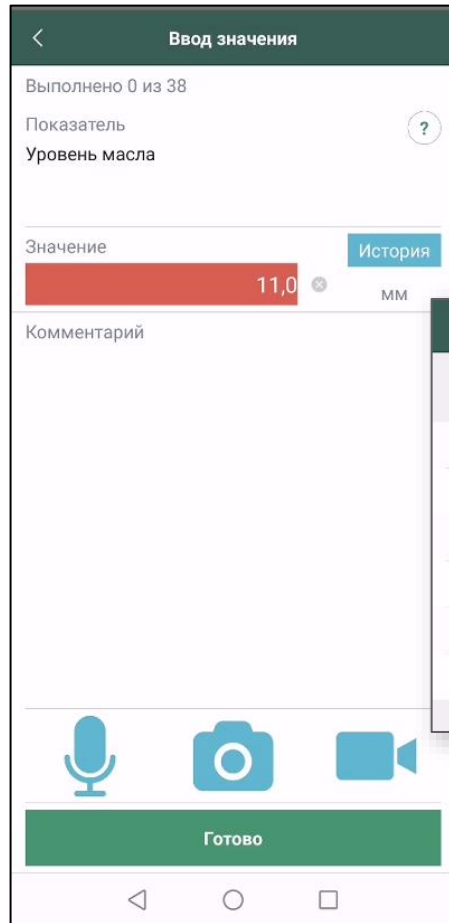 Ввод значения
Выполнено 0 из 38
Показатель
?
Уровень масла
Значение
История
11,0
мм
Комментарий
Готово